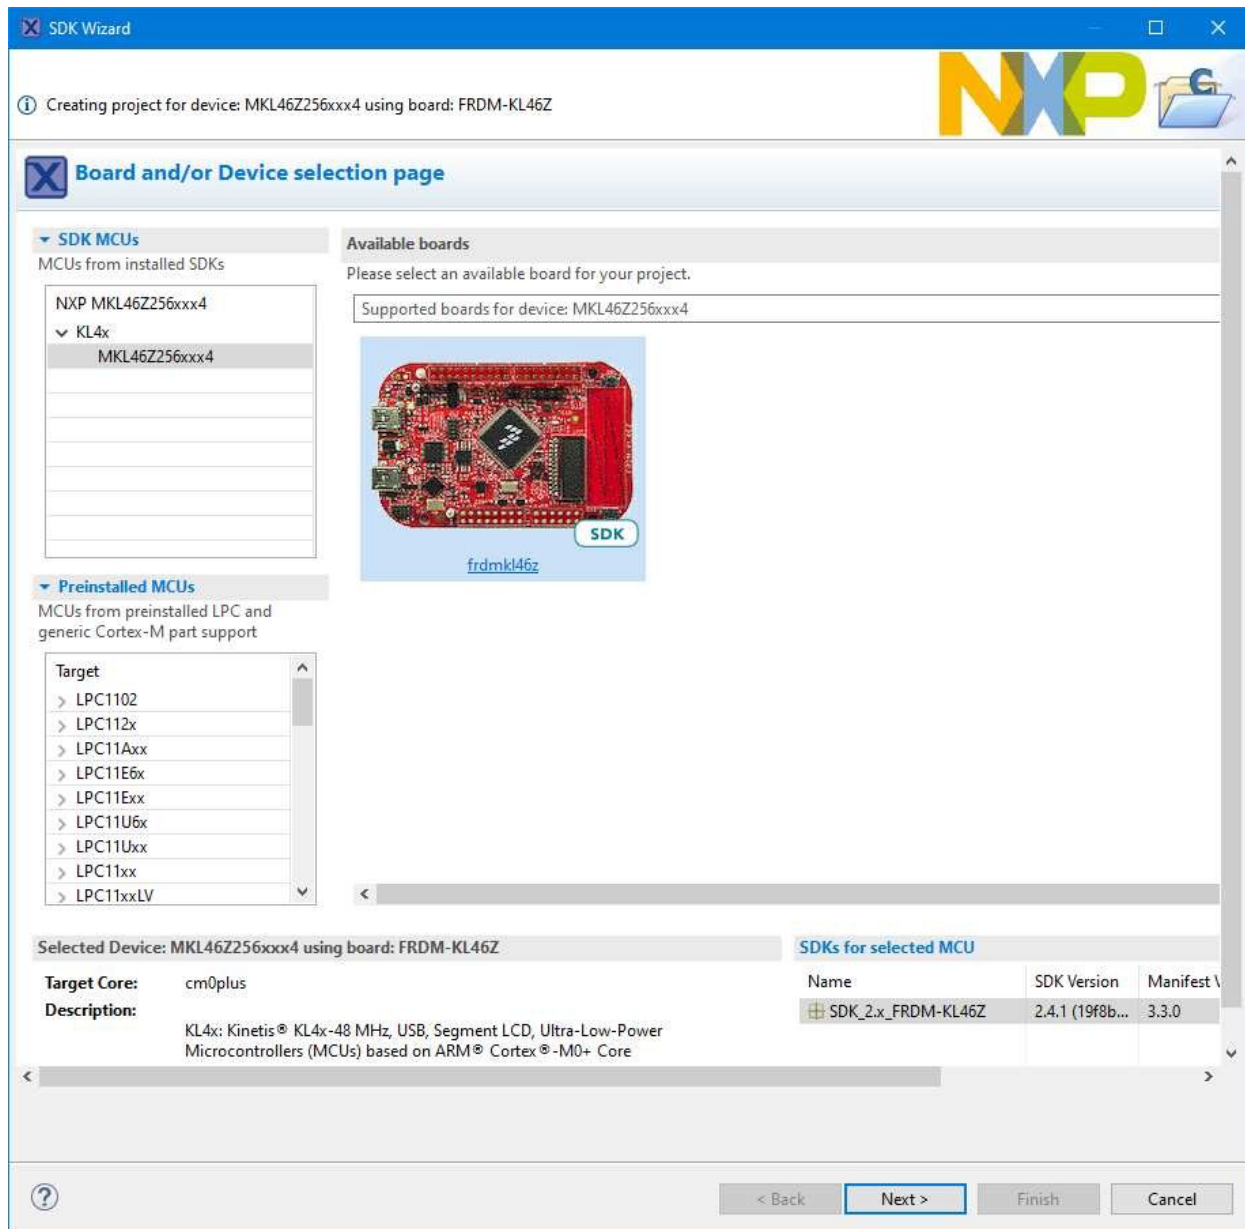 SDK Wizard
NXP
Creating project for device: MKL46Z256xxx4 using board: FRDM-KL46Z
Board and/or Device selection page
SDK MCUs
MCUs from installed SDKs
NXP MKL46Z256xxx4
KL4x
MKL46Z256xxx4
Preinstalled MCUs
MCUs from preinstalled LPC and
generic Cortex-M part support
Target
LPC1102
LPC112x
LPC11Axx
LPC11E6x
LPC11Exx
LPC11U6x
LPC11Uxx
LPC11xx
LPC11xxLV
Available boards
Please select an available board for your project.
Supported boards for device: MKL46Z256xxx4
SDK
frdmkl46z
Selected Device: MKL46Z256xxx4 using board: FRDM-KL46Z
Target Core: cm0plus
Description:
KL4x: Kinetis® KL4x-48 MHz, USB, Segment LCD, Ultra-Low-Power
Microcontrollers (MCUs) based on ARM® Cortex®-M0+ Core
SDKs for selected MCU
Name SDK Version Manifest V
SDK_2.x_FRDM-KL46Z 2.4.1 (19f8b... 3.3.0
< Back Next > Finish Cancel